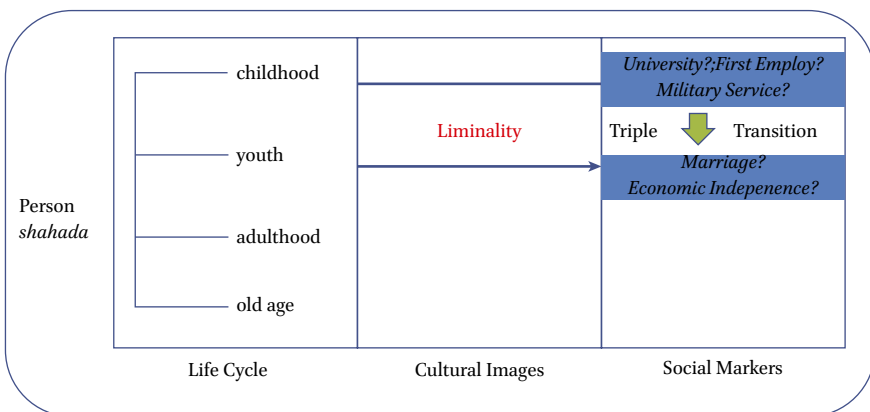 Person
shahada
childhood
youth
adulthood
old age
Life Cycle
Liminality
Cultural Images
University?;First Employ?
Military Service?
Triple Transition
Marriage?
Economic Indepenence?
Social Markers